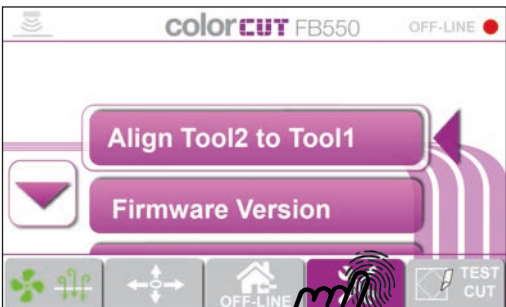 colorCUT FB550 OFF-LINE
Align Tool2 to Tool1
Firmware Version
OFF-LINE
TEST
CUT